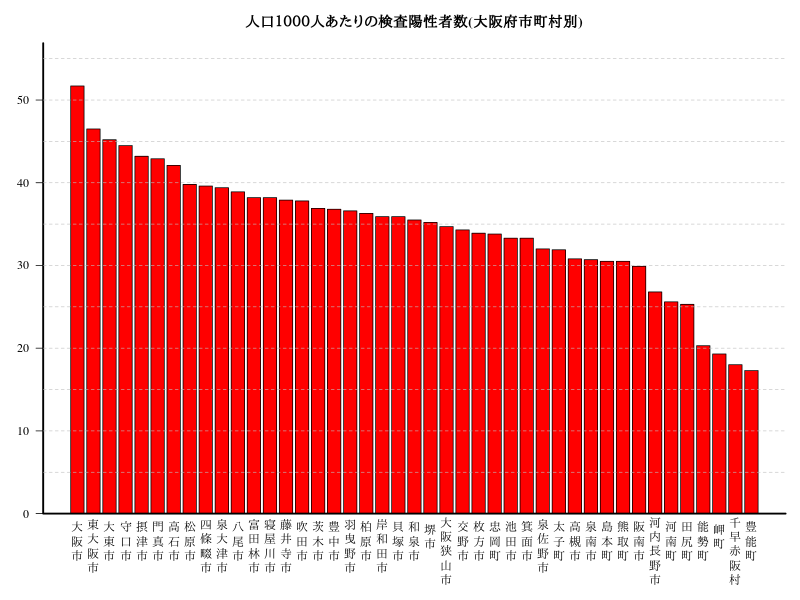 人口1000人あたりの検査陽性者数(大阪府市町村別)
50
40
30
20
10
0
大阪市
東大阪市
大東市
守口市
摂津市
門真市
高石市
松原市
四條畷市
泉大津市
八尾市
富田林市
寝屋川市
藤井寺市
吹田市
茨木市
豊中市
羽曳野市
柏原市
岸和田市
貝塚市
和泉市
堺市
大阪狭山市
交野市
枚方市
忠岡町
池田市
箕面市
泉佐野市
太子町
高槻市
泉南市
島本町
熊取町
阪南市
河内長野市
河南町
田尻町
能勢町
岬町
千早赤阪村
豊能町